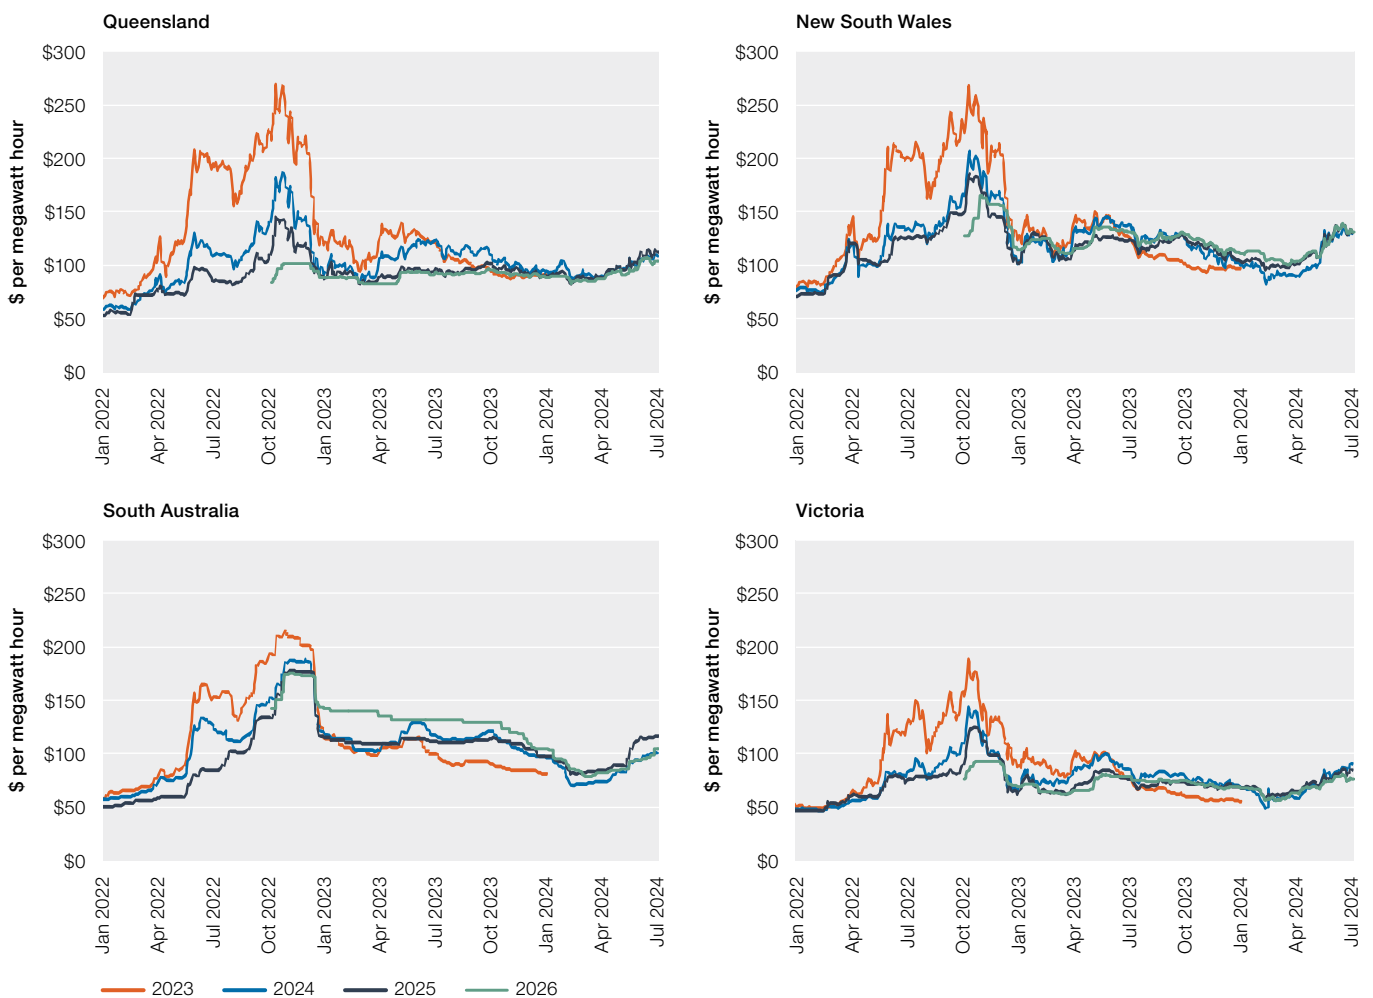 Queensland
$ per megawatt hour
$300
$250
$200
$150
$100
$50
$0
Jan 2022
Apr 2022
Jul 2022
Oct 2022
Jan 2023
Apr 2023
Jul 2023
Oct 2023
Jan 2024
Apr 2024
Jul 2024
New South Wales
$ per megawatt hour
$300
$250
$200
$150
$100
$50
$0
Jan 2022
Apr 2022
Jul 2022
Oct 2022
Jan 2023
Apr 2023
Jul 2023
Oct 2023
Jan 2024
Apr 2024
Jul 2024
South Australia
$ per megawatt hour
$300
$250
$200
$150
$100
$50
$0
Jan 2022
Apr 2022
Jul 2022
Oct 2022
Jan 2023
Apr 2023
Jul 2023
Oct 2023
Jan 2024
Apr 2024
Jul 2024
Victoria
$ per megawatt hour
$300
$250
$200
$150
$100
$50
$0
Jan 2022
Apr 2022
Jul 2022
Oct 2022
Jan 2023
Apr 2023
Jul 2023
Oct 2023
Jan 2024
Apr 2024
Jul 2024
2023 2024 2025 2026